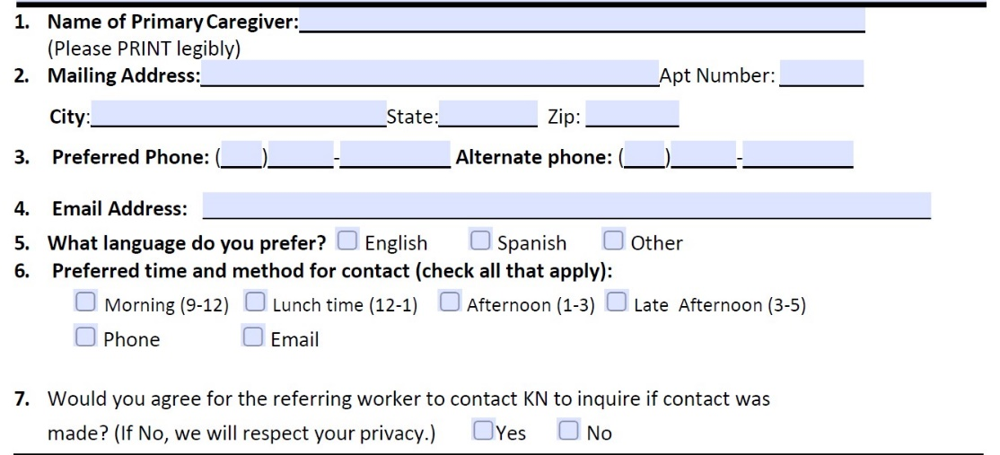 1. Name of Primary Caregiver:
(Please PRINT legibly)
2. Mailing Address: Apt Number:
City: State: Zip:
3. Preferred Phone: ( ) - Alternate phone: ( ) -
4. Email Address:
5. What language do you prefer? English Spanish Other
6. Preferred time and method for contact (check all that apply):
Morning (9-12) Lunch time (12-1) Afternoon (1-3) Late Afternoon (3-5)
Phone Email
7. Would you agree for the referring worker to contact KN to inquire if contact was
made? (If No, we will respect your privacy.) Yes No